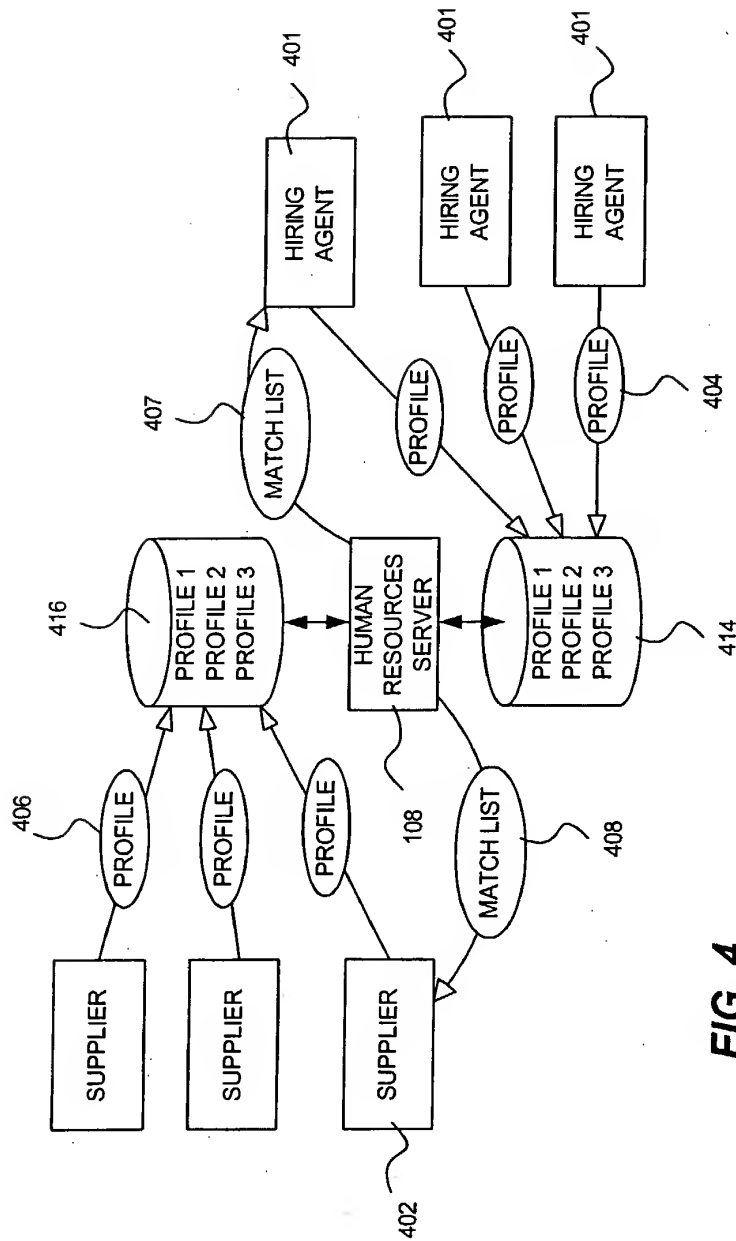 SUPPLIER
SUPPLIER
SUPPLIER
402
406
PROFILE
PROFILE
PROFILE
MATCH LIST
408
416
PROFILE 1
PROFILE 2
PROFILE 3
HUMAN
RESOURCES
SERVER
108
PROFILE 1
PROFILE 2
PROFILE 3
414
407
MATCH LIST
PROFILE
PROFILE
PROFILE
404
HIRING
AGENT
401
HIRING
AGENT
401
HIRING
AGENT
401
FIG. 4